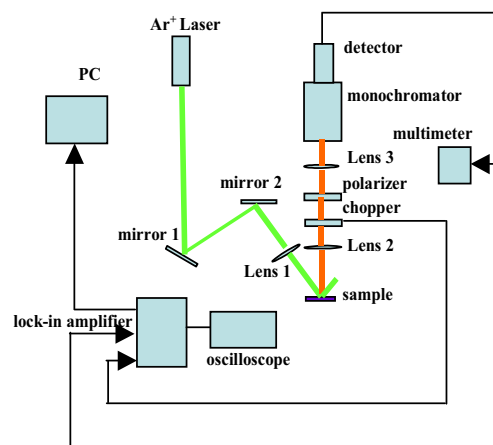 Ar⁺ Laser
detector
PC
monochromator
multimeter
Lens 3
mirror 2
polarizer
chopper
mirror 1
Lens 2
Lens 1
sample
lock-in amplifier
oscilloscope